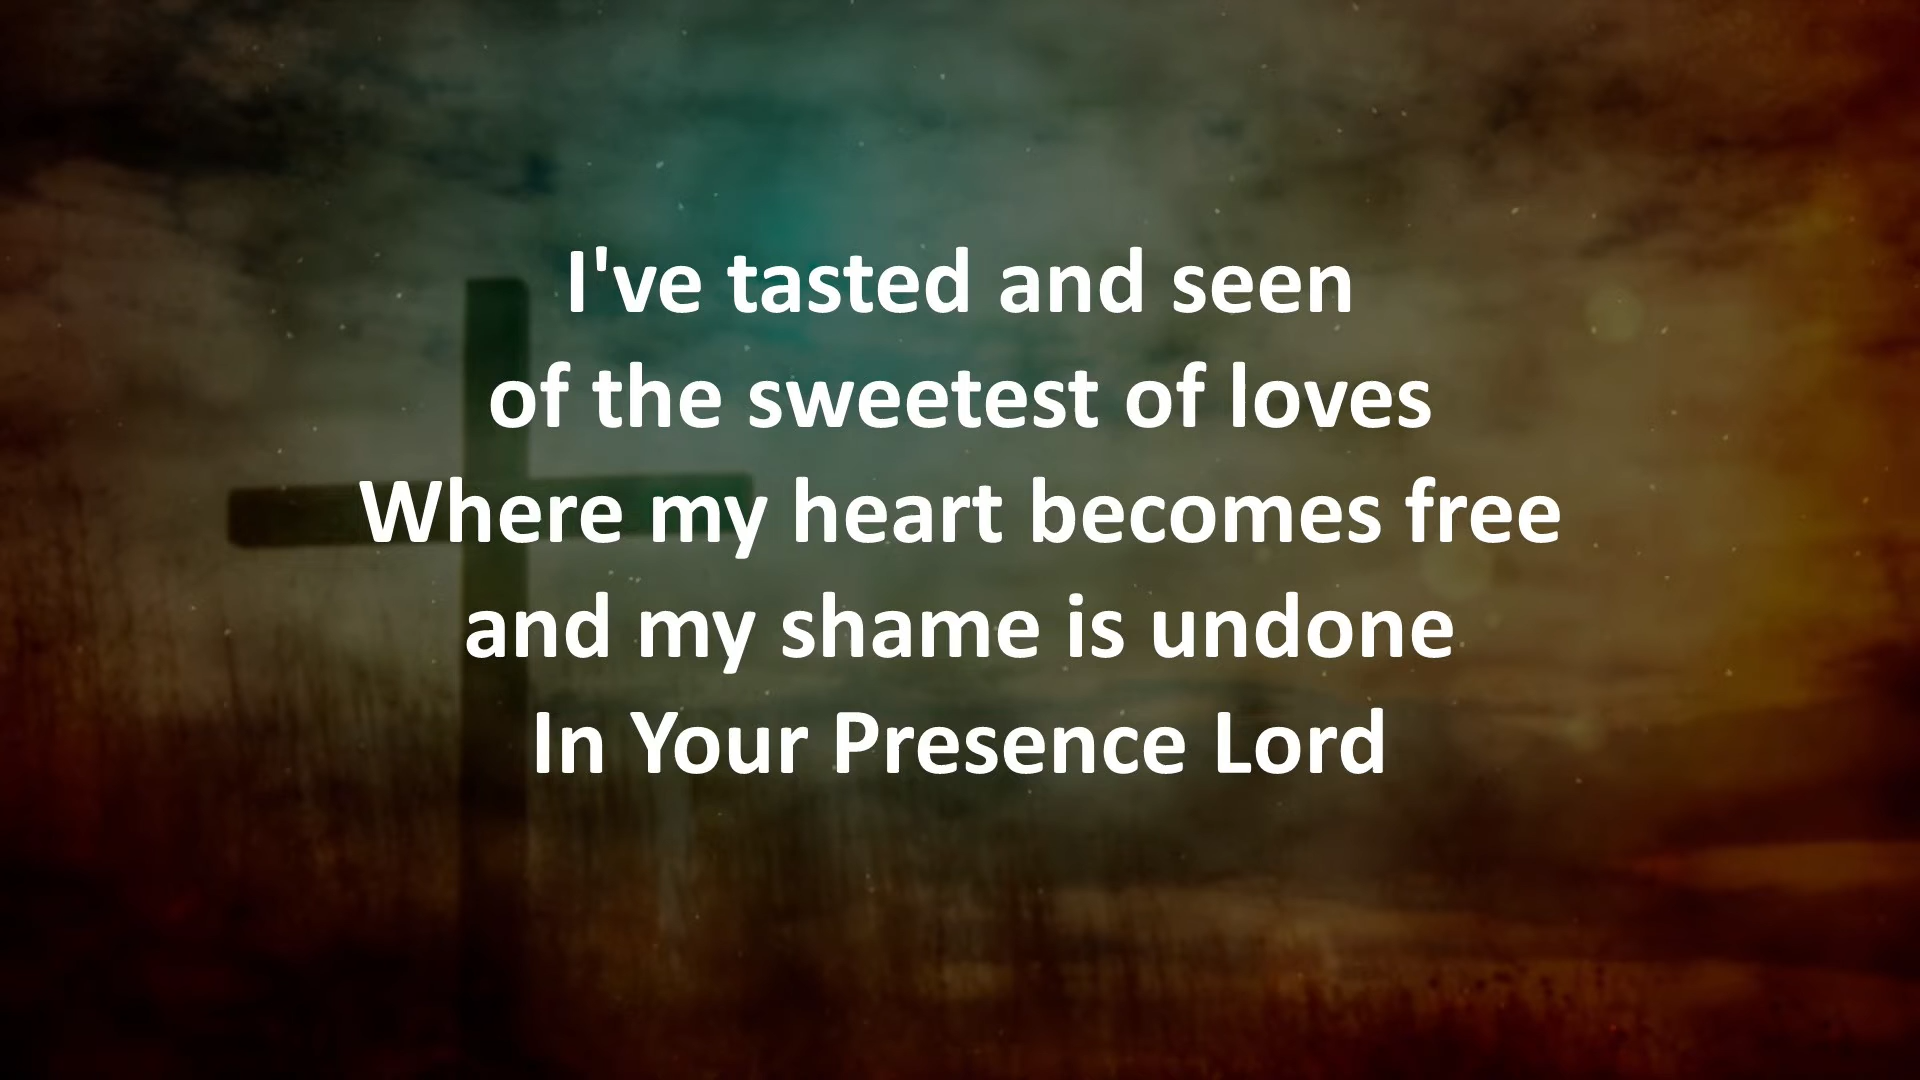 I've tasted and seen
of the sweetest of loves
Where my heart becomes free
and my shame is undone
In Your Presence Lord